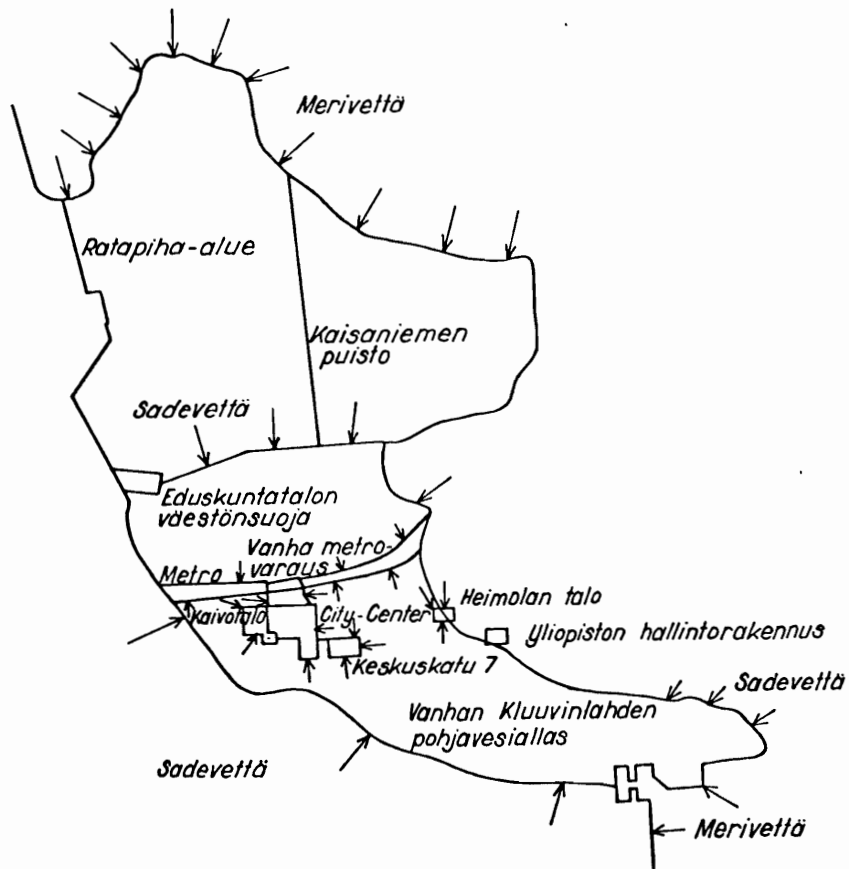 Merivettä
Ratapiha-alue
Kaisaniemen
puisto
Sadevettä
Eduskuntatalon
väestönsuoja
Vanha metro-
varaus
Metro
Kaivotalo
City-Center
Heimolan talo
Yliopiston hallintorakennus
Keskuskatu 7
Sadevettä
Vanhan Kluuvinlahden
pohjavesiallas
Sadevettä
Merivettä